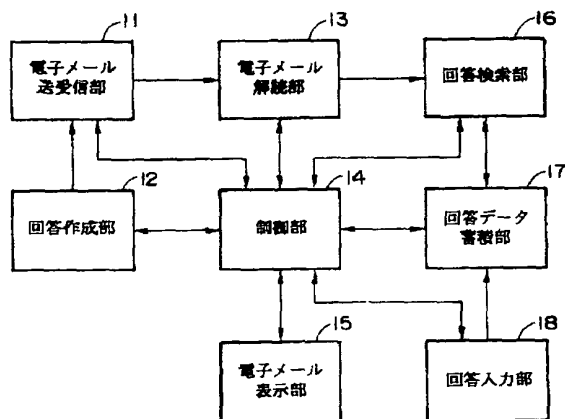 11
電子メール
送受信部
13
電子メール
解読部
16
回答検索部
12
回答作成部
14
制御部
17
回答データ
蓄積部
15
電子メール
表示部
18
回答入力部